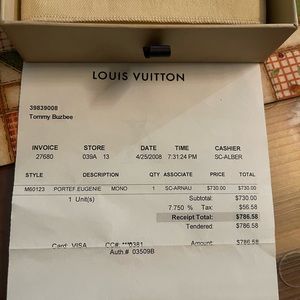 LOUIS VUITTON
39839008
Tommy Buzbee
INVOICE STORE DATE TIME CASHIER
27680 039A 13 4/25/2008 7:31:24 PM SC-ALBER
STYLE DESCRIPTION QTY ASSOCIATE PRICE TOTAL
M60123 PORTEF.EUGENIE MONO 1 SC-ARNAU $730.00 $730.00
1 Unit(s) Subtotal: $730.00
7.750 % Tax: $56.58
Receipt Total: $786.58
Tendered: $786.58
Card: VISA CC#: ***0381 Amount: $786.58
Auth.# 03509B